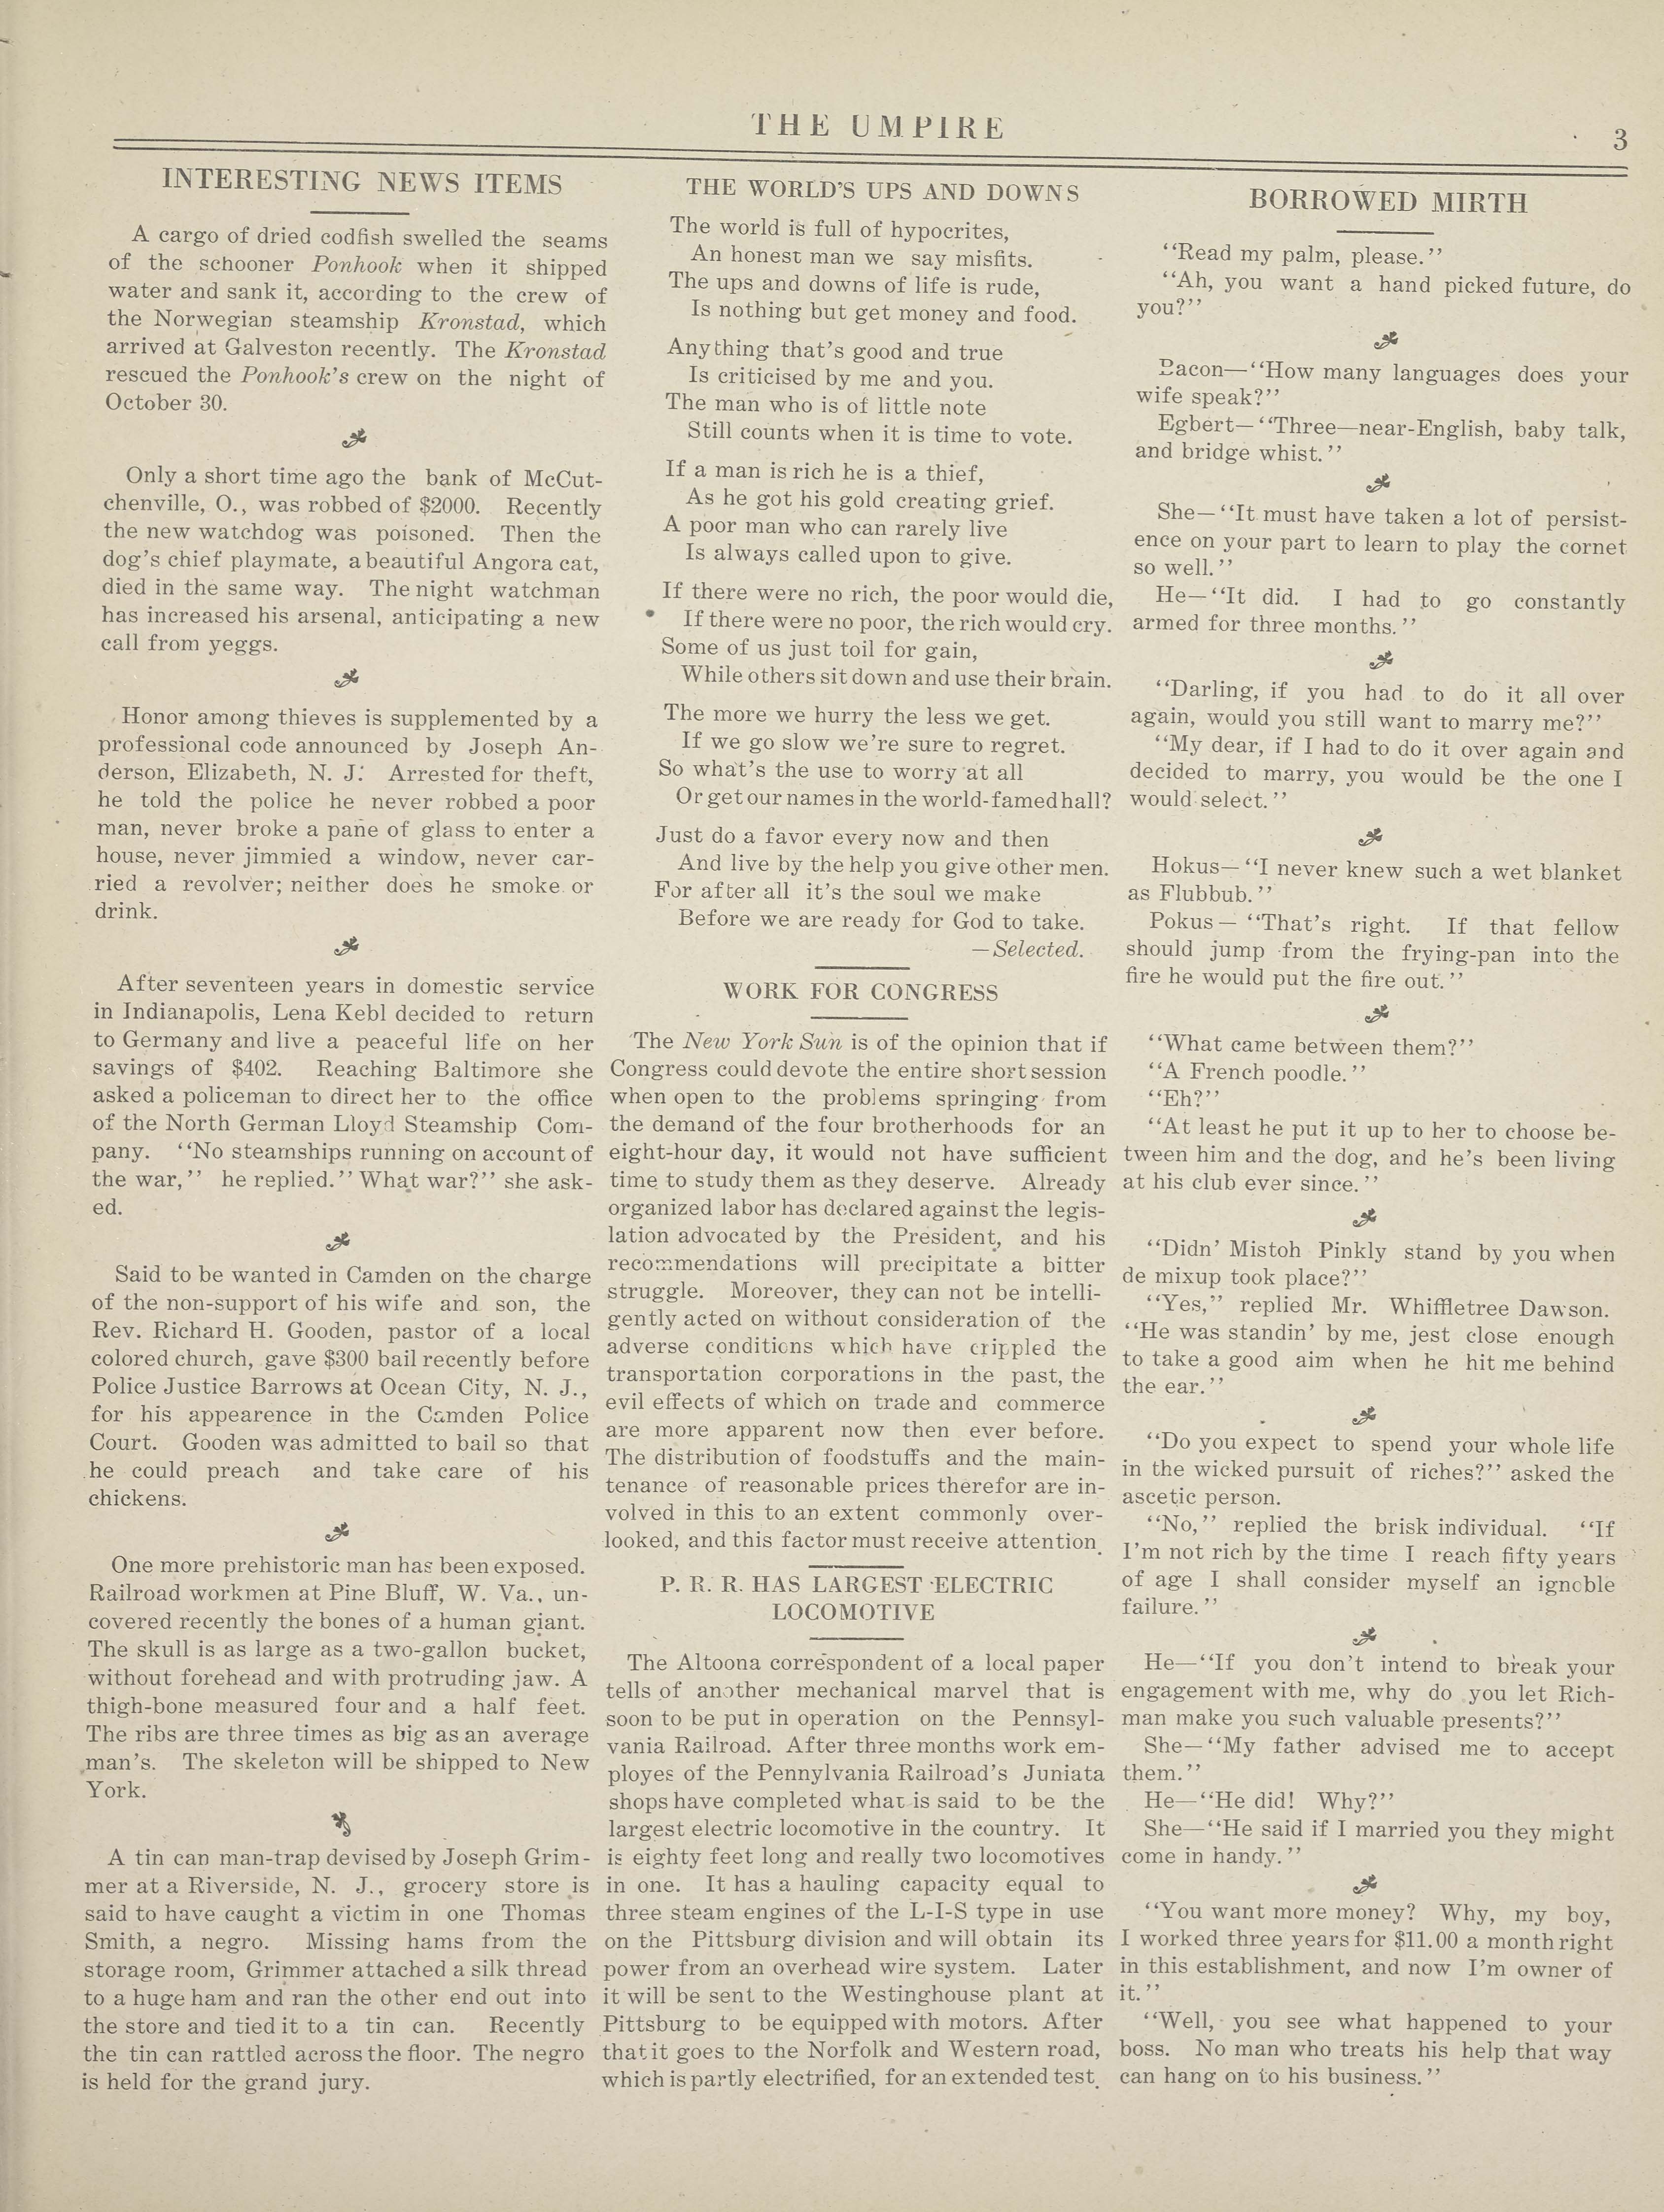 THE UMPIRE
3
INTERESTING NEWS ITEMS
A cargo of dried codfish swelled the seams
of the schooner Ponhook when it shipped
water and sank it, according to the crew of
the Norwegian steamship Kronstad, which
arrived at Galveston recently. The Kronstad
rescued the Ponhook's crew on the night of
October 30.
Only a short time ago the bank of McCut-
chenville, O., was robbed of $2000. Recently
the new watchdog was poisoned. Then the
dog's chief playmate, a beautiful Angora cat,
died in the same way. The night watchman
has increased his arsenal, anticipating a new
call from yeggs.
Honor among thieves is supplemented by a
professional code announced by Joseph An-
derson, Elizabeth, N. J. Arrested for theft,
he told the police he never robbed a poor
man, never broke a pane of glass to enter a
house, never jimmied a window, never car-
ried a revolver; neither does he smoke or
drink.
After seventeen years in domestic service
in Indianapolis, Lena Kebl decided to return
to Germany and live a peaceful life on her
savings of $402. Reaching Baltimore she
asked a policeman to direct her to the office
of the North German Lloyd Steamship Com-
pany. ‘‘No steamships running on account of
the war,’’ he replied.’’ What war?’’ she ask-
ed.
Said to be wanted in Camden on the charge
of the non-support of his wife and son, the
Rev. Richard H. Gooden, pastor of a local
colored church, gave $300 bail recently before
Police Justice Barrows at Ocean City, N. J.,
for his appearence in the Camden Police
Court. Gooden was admitted to bail so that
he could preach and take care of his
chickens.
One more prehistoric man has been exposed.
Railroad workmen at Pine Bluff, W. Va., un-
covered recently the bones of a human giant.
The skull is as large as a two-gallon bucket,
without forehead and with protruding jaw. A
thigh-bone measured four and a half feet.
The ribs are three times as big as an average
man's. The skeleton will be shipped to New
York.
A tin can man-trap devised by Joseph Grim-
mer at a Riverside, N. J., grocery store is
said to have caught a victim in one Thomas
Smith, a negro. Missing hams from the
storage room, Grimmer attached a silk thread
to a huge ham and ran the other end out into
the store and tied it to a tin can. Recently
the tin can rattled across the floor. The negro
is held for the grand jury.
THE WORLD'S UPS AND DOWNS
The world is full of hypocrites,
An honest man we say misfits.
The ups and downs of life is rude,
Is nothing but get money and food.
Anything that's good and true
Is criticised by me and you.
The man who is of little note
Still counts when it is time to vote.
If a man is rich he is a thief,
As he got his gold creating grief.
A poor man who can rarely live
Is always called upon to give.
If there were no rich, the poor would die,
If there were no poor, the rich would cry.
Some of us just toil for gain,
While others sit down and use their brain.
The more we hurry the less we get.
If we go slow we're sure to regret.
So what's the use to worry at all
Or get our names in the world-famed hall?
Just do a favor every now and then
And live by the help you give other men.
For after all it's the soul we make
Before we are ready for God to take.
—Selected.
WORK FOR CONGRESS
The New York Sun is of the opinion that if
Congress could devote the entire short session
when open to the problems springing from
the demand of the four brotherhoods for an
eight-hour day, it would not have sufficient
time to study them as they deserve. Already
organized labor has declared against the legis-
lation advocated by the President, and his
recommendations will precipitate a bitter
struggle. Moreover, they can not be intelli-
gently acted on without consideration of the
adverse conditions which have crippled the
transportation corporations in the past, the
evil effects of which on trade and commerce
are more apparent now then ever before.
The distribution of foodstuffs and the main-
tenance of reasonable prices therefor are in-
volved in this to an extent commonly over-
looked, and this factor must receive attention.
P. R. R. HAS LARGEST ELECTRIC
LOCOMOTIVE
The Altoona correspondent of a local paper
tells of another mechanical marvel that is
soon to be put in operation on the Pennsyl-
vania Railroad. After three months work em-
ployes of the Pennylvania Railroad's Juniata
shops have completed what is said to be the
largest electric locomotive in the country. It
is eighty feet long and really two locomotives
in one. It has a hauling capacity equal to
three steam engines of the L-I-S type in use
on the Pittsburg division and will obtain its
power from an overhead wire system. Later
it will be sent to the Westinghouse plant at
Pittsburg to be equipped with motors. After
that it goes to the Norfolk and Western road,
which is partly electrified, for an extended test.
BORROWED MIRTH
‘‘Read my palm, please.’’
‘‘Ah, you want a hand picked future, do
you?’’
Bacon—‘‘How many languages does your
wife speak?’’
Egbert—‘‘Three—near-English, baby talk,
and bridge whist.’’
She—‘‘It must have taken a lot of persist-
ence on your part to learn to play the cornet
so well.’’
He—‘‘It did. I had to go constantly
armed for three months.’’
‘‘Darling, if you had to do it all over
again, would you still want to marry me?’’
‘‘My dear, if I had to do it over again and
decided to marry, you would be the one I
would select.’’
Hokus—‘‘I never knew such a wet blanket
as Flubbub.’’
Pokus—‘‘That's right. If that fellow
should jump from the frying-pan into the
fire he would put the fire out.’’
‘‘What came between them?’’
‘‘A French poodle.’’
‘‘Eh?’’
‘‘At least he put it up to her to choose be-
tween him and the dog, and he's been living
at his club ever since.’’
‘‘Didn’ Mistoh Pinkly stand by you when
de mixup took place?’’
‘‘Yes,’’ replied Mr. Whiffletree Dawson.
‘‘He was standin’ by me, jest close enough
to take a good aim when he hit me behind
the ear.’’
‘‘Do you expect to spend your whole life
in the wicked pursuit of riches?’’ asked the
ascetic person.
‘‘No,’’ replied the brisk individual. ‘‘If
I'm not rich by the time I reach fifty years
of age I shall consider myself an ignoble
failure.’’
He—‘‘If you don't intend to break your
engagement with me, why do you let Rich-
man make you such valuable presents?’’
She—‘‘My father advised me to accept
them.’’
He—‘‘He did! Why?’’
She—‘‘He said if I married you they might
come in handy.’’
‘‘You want more money? Why, my boy,
I worked three years for $11.00 a month right
in this establishment, and now I'm owner of
it.’’
‘‘Well, you see what happened to your
boss. No man who treats his help that way
can hang on to his business.’’